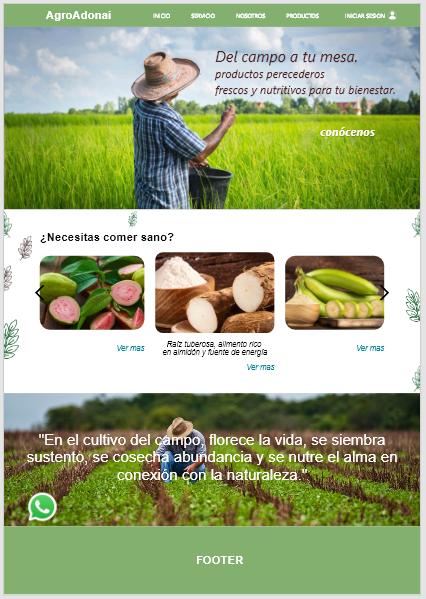 AgroAdonai
INICIO SERVICIO NOSOTROS PRODUCTOS INICIAR SESION
Del campo a tu mesa.
productos perecederos
frescos y nutritivos para tu bienestar.
conócenos
¿Necesitas comer sano?
Ver mas
Raíz tuberosa, alimento rico
en almidón y fuente de energía
Ver mas
Ver mas
"En el cultivo del campo, florece la vida, se siembra
sustento, se cosecha abundancia y se nutre el alma en
conexión con la naturaleza."
FOOTER